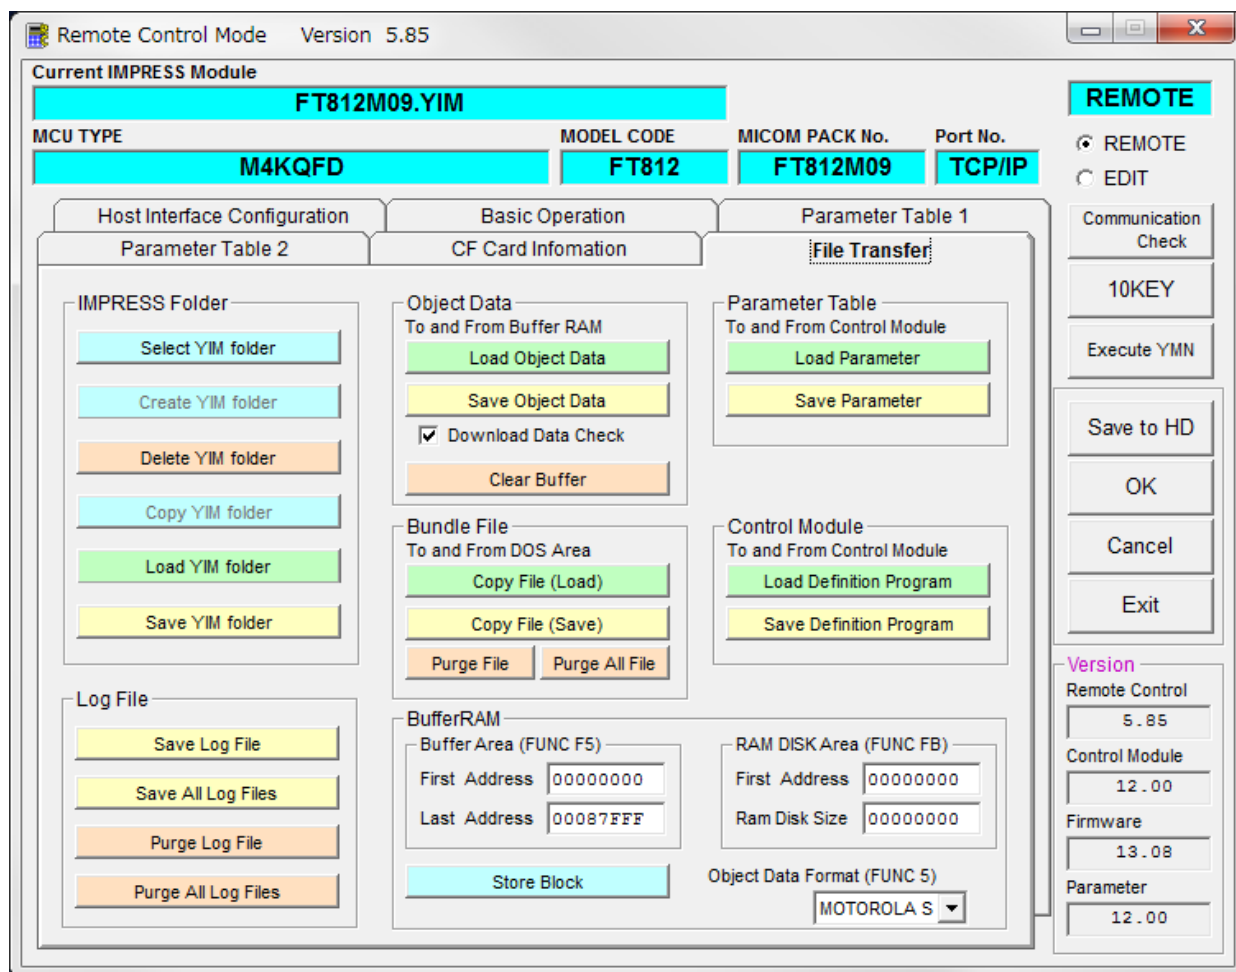 Remote Control Mode Version 5.85
Current IMPRESS Module
FT812M09.YIM
REMOTE
MCU TYPE
MODEL CODE
MICOM PACK No.
Port No.
M4KQFD
FT812
FT812M09
TCP/IP
REMOTE
EDIT
Host Interface Configuration
Basic Operation
Parameter Table 1
Parameter Table 2
CF Card Infomation
File Transfer
Communication
Check
10KEY
Execute YMN
Save to HD
OK
Cancel
Exit
IMPRESS Folder
Select YIM folder
Create YIM folder
Delete YIM folder
Copy YIM folder
Load YIM folder
Save YIM folder
Log File
Save Log File
Save All Log Files
Purge Log File
Purge All Log Files
Object Data
To and From Buffer RAM
Load Object Data
Save Object Data
Download Data Check
Clear Buffer
Parameter Table
To and From Control Module
Load Parameter
Save Parameter
Bundle File
To and From DOS Area
Copy File (Load)
Copy File (Save)
Purge File
Purge All File
Control Module
To and From Control Module
Load Definition Program
Save Definition Program
BufferRAM
Buffer Area (FUNC F5)
First Address 00000000
Last Address 00087FFF
RAM DISK Area (FUNC FB)
First Address 00000000
Ram Disk Size 00000000
Store Block
Object Data Format (FUNC 5)
MOTOROLA S
Version
Remote Control
5.85
Control Module
12.00
Firmware
13.08
Parameter
12.00